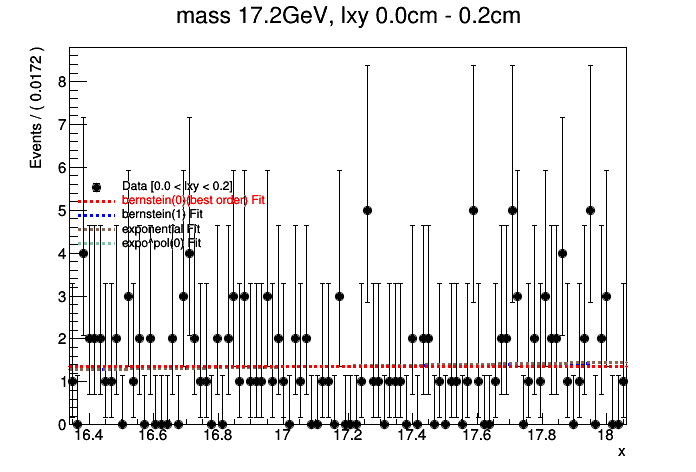 mass 17.2GeV, lxy 0.0cm - 0.2cm
Events / ( 0.0172 )
8
7
6
5
4
3
2
1
0
Data [0.0 < lxy < 0.2]
bernstein(0) (best order) Fit
bernstein(1) Fit
exponential Fit
expo*pol(0) Fit
16.4 16.6 16.8 17 17.2 17.4 17.6 17.8 18
x